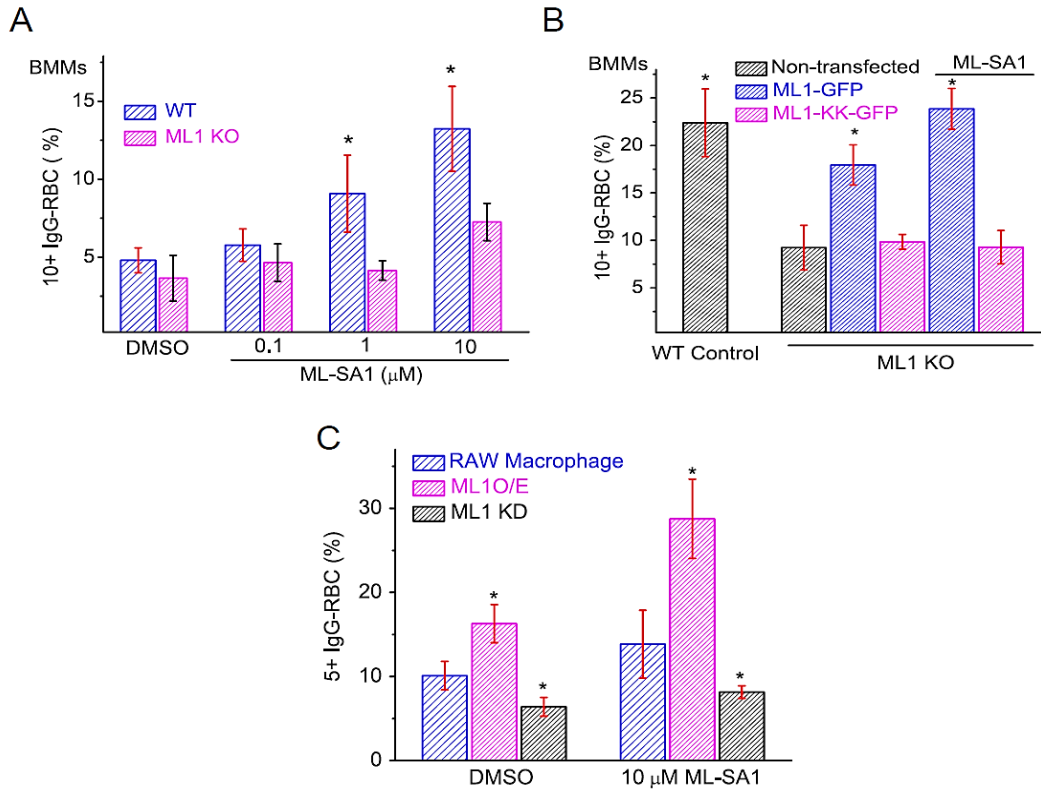 A
BMMs
10+ IgG-RBC ( %)
15
10
5
WT
ML1 KO
*
*
DMSO
0.1
1
10
ML-SA1 (μM)
B
BMMs
10+ IgG-RBC (%)
25
20
15
10
5
Non-transfected
ML1-GFP
ML1-KK-GFP
ML-SA1
*
*
*
WT Control
ML1 KO
C
5+ IgG-RBC (%)
30
20
10
0
RAW Macrophage
ML1O/E
ML1 KD
*
*
*
*
DMSO
10 μM ML-SA1